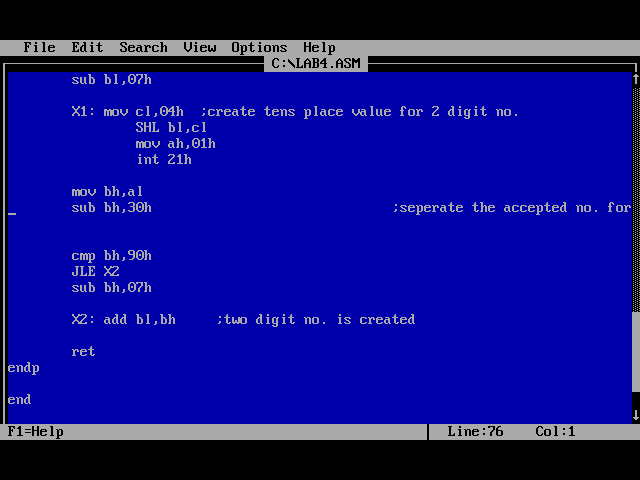 File Edit Search View Options Help
C:\LAB4.ASM
sub bl,07h
X1: mov cl,04h ;create tens place value for 2 digit no.
SHL bl,cl
mov ah,01h
int 21h
mov bh,al
sub bh,30h ;seperate the accepted no. for
cmp bh,90h
JLE X2
sub bh,07h
X2: add bl,bh ;two digit no. is created
ret
endp
end
F1=Help Line:76 Col:1